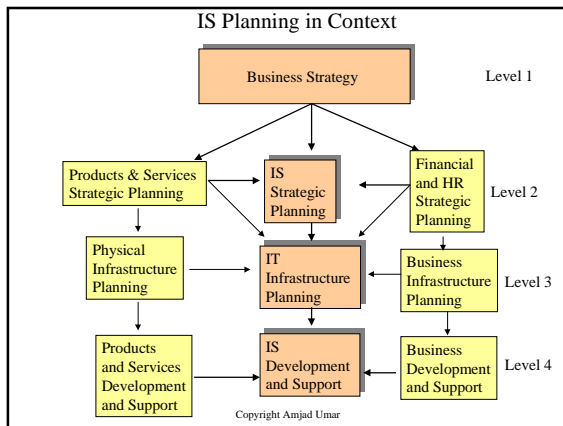 IS Planning in Context
Business Strategy
Level 1
Products & Services
Strategic Planning
IS
Strategic
Planning
Financial
and HR
Strategic
Planning
Level 2
Physical
Infrastructure
Planning
IT
Infrastructure
Planning
Business
Infrastructure
Planning
Level 3
Products
and Services
Development
and Support
IS
Development
and Support
Business
Development
and Support
Level 4
Copyright Amjad Umar